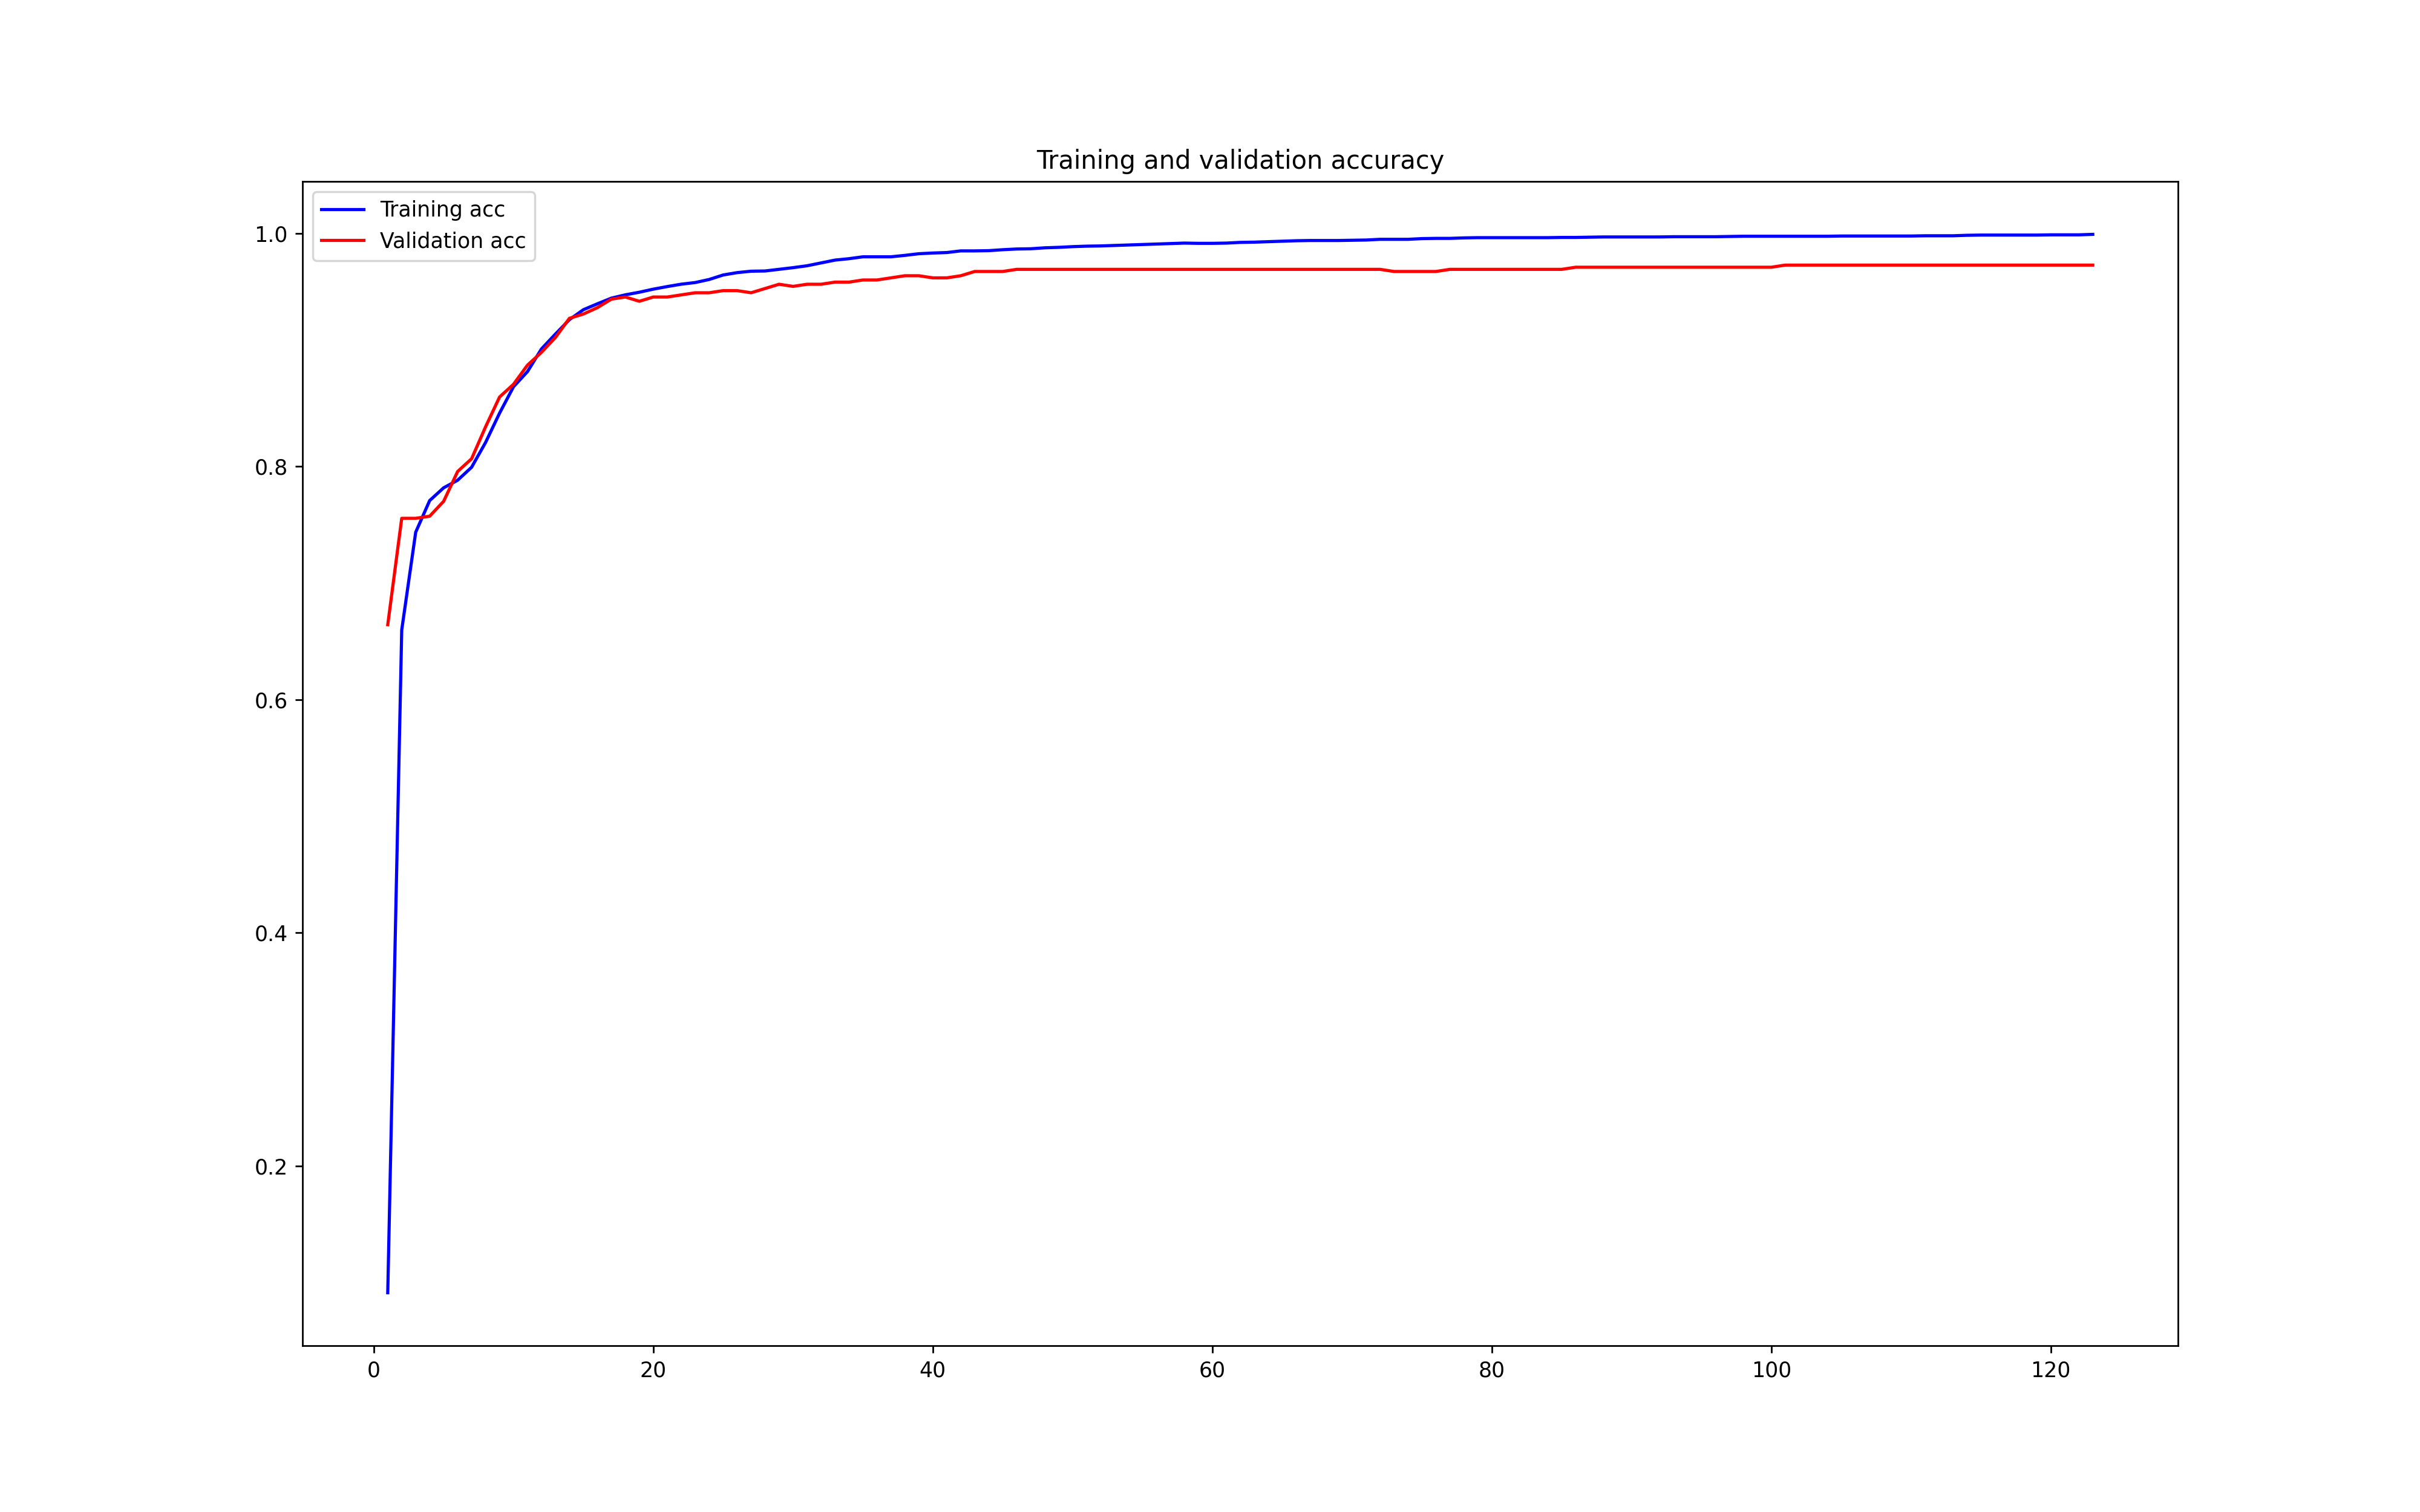 Training and validation accuracy
Training acc
Validation acc
1.0
0.8
0.6
0.4
0.2
0 20 40 60 80 100 120